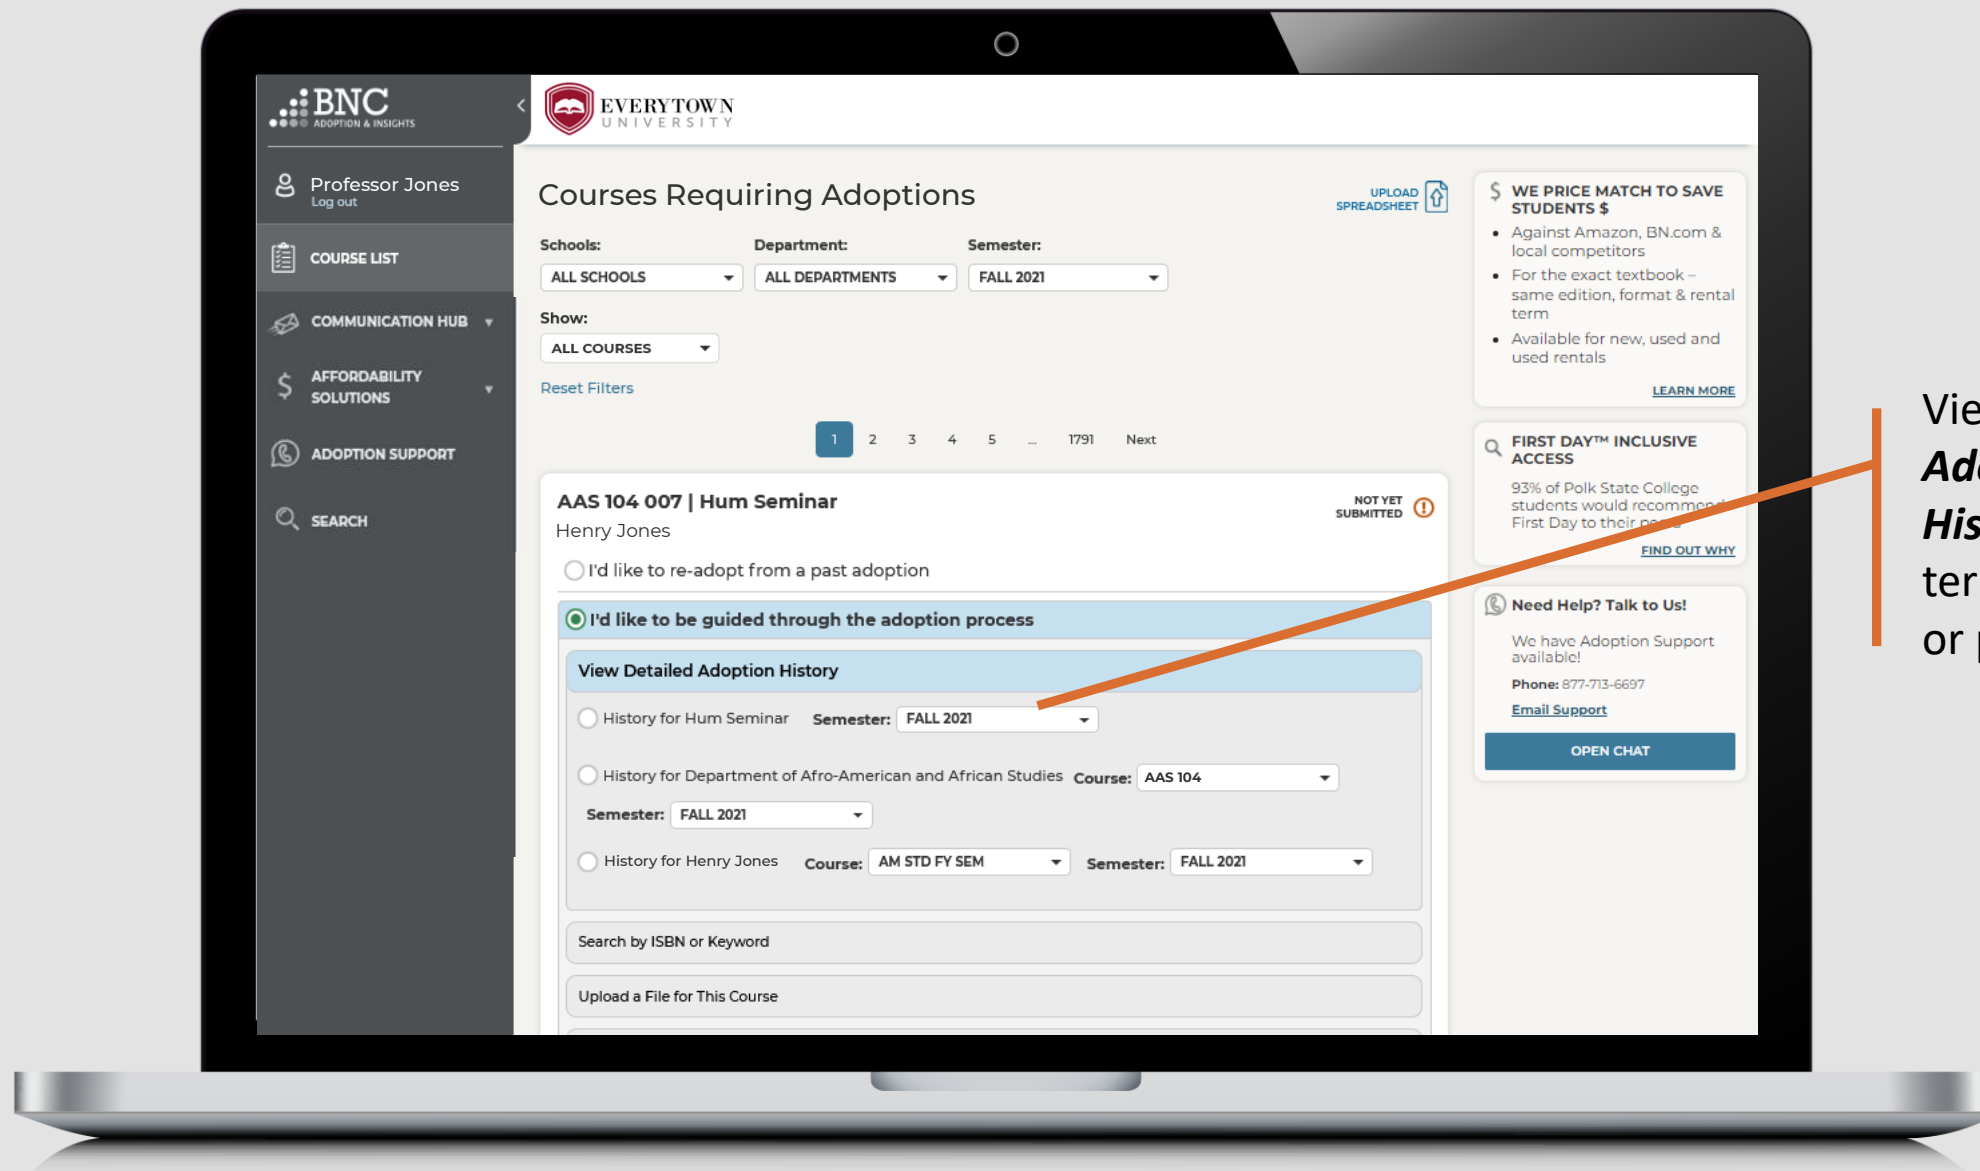 BNC
ADOPTION & INSIGHTS
Professor Jones
Log out
COURSE LIST
COMMUNICATION HUB
AFFORDABILITY
SOLUTIONS
ADOPTION SUPPORT
SEARCH
EVERYTOWN
UNIVERSITY
Courses Requiring Adoptions
UPLOAD
SPREADSHEET
Schools: Department: Semester:
ALL SCHOOLS ALL DEPARTMENTS FALL 2021
Show:
ALL COURSES
Reset Filters
1 2 3 4 5 ... 1791 Next
AAS 104 007 | Hum Seminar
Henry Jones
NOT YET
SUBMITTED
I'd like to re-adopt from a past adoption
I'd like to be guided through the adoption process
View Detailed Adoption History
History for Hum Seminar Semester: FALL 2021
History for Department of Afro-American and African Studies Course: AAS 104
Semester: FALL 2021
History for Henry Jones Course: AM STD FY SEM Semester: FALL 2021
Search by ISBN or Keyword
Upload a File for This Course
$ WE PRICE MATCH TO SAVE
STUDENTS $
• Against Amazon, BN.com &
local competitors
• For the exact textbook –
same edition, format & rental
term
• Available for new, used and
used rentals
LEARN MORE
FIRST DAY™ INCLUSIVE
ACCESS
93% of Polk State College
students would recommend
First Day to their
FIND OUT WHY
Need Help? Talk to Us!
We have Adoption Support
available!
Phone: 877-713-6697
Email Support
OPEN CHAT
or